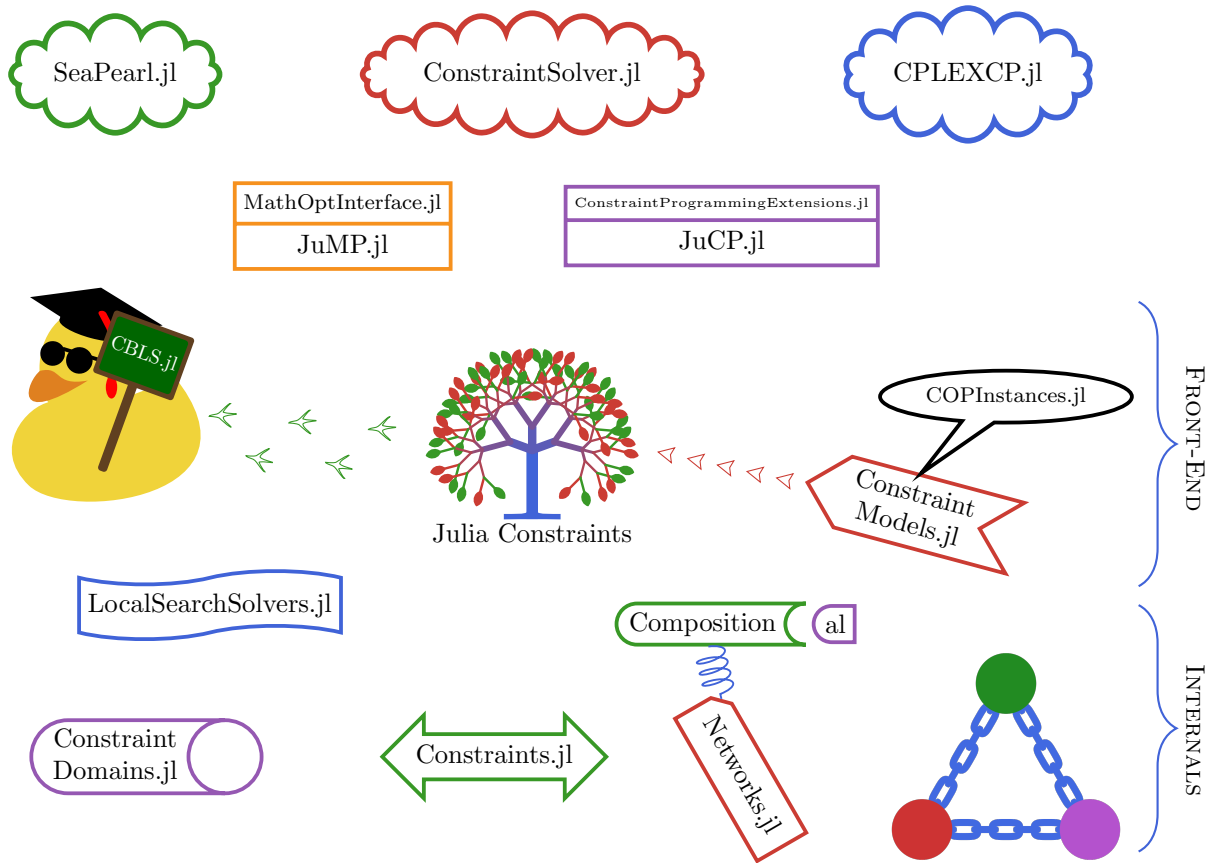 SeaPearl.jl
ConstraintSolver.jl
CPLEXCP.jl
MathOptInterface.jl
JuMP.jl
ConstraintProgrammingExtensions.jl
JuCP.jl
CBLS.jl
Julia Constraints
COPInstances.jl
Constraint
Models.jl
FRONT-END
LocalSearchSolvers.jl
Composition
al
Networks.jl
Constraint
Domains.jl
Constraints.jl
INTERNALS